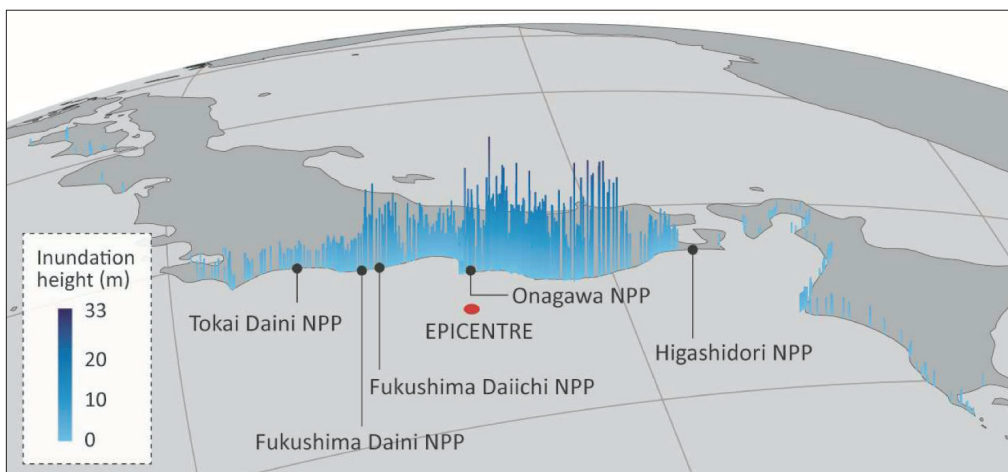 Inundation
height (m)
33
20
10
0
Tokai Daini NPP
Onagawa NPP
EPICENTRE
Higashidori NPP
Fukushima Daiichi NPP
Fukushima Daini NPP